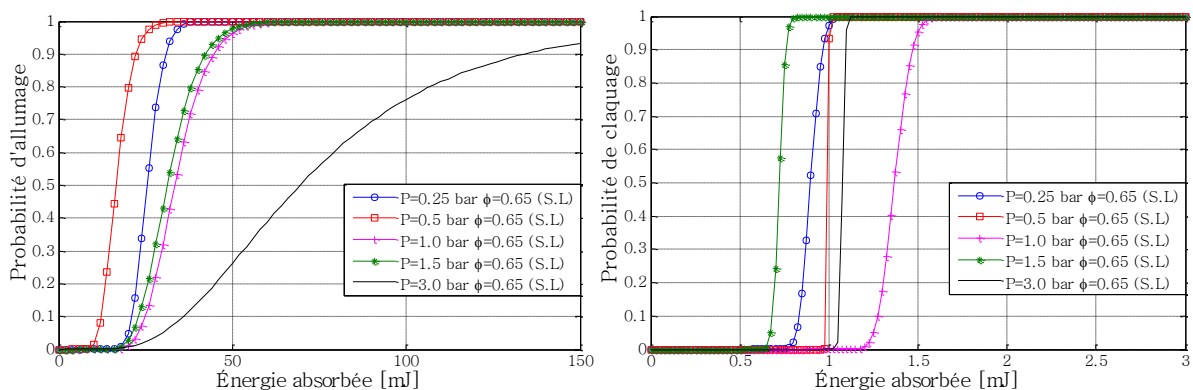 Probabilité d'allumage
1
0.9
0.8
0.7
0.6
0.5
0.4
0.3
0.2
0.1
0
P=0.25 bar ϕ=0.65 (S.L)
P=0.5 bar ϕ=0.65 (S.L)
P=1.0 bar ϕ=0.65 (S.L)
P=1.5 bar ϕ=0.65 (S.L)
P=3.0 bar ϕ=0.65 (S.L)
0 50 100 150
Énergie absorbée [mJ]
Probabilité de claquage
1
0.9
0.8
0.7
0.6
0.5
0.4
0.3
0.2
0.1
0
P=0.25 bar ϕ=0.65 (S.L)
P=0.5 bar ϕ=0.65 (S.L)
P=1.0 bar ϕ=0.65 (S.L)
P=1.5 bar ϕ=0.65 (S.L)
P=3.0 bar ϕ=0.65 (S.L)
0 0.5 1 1.5 2 2.5 3
Énergie absorbée [mJ]